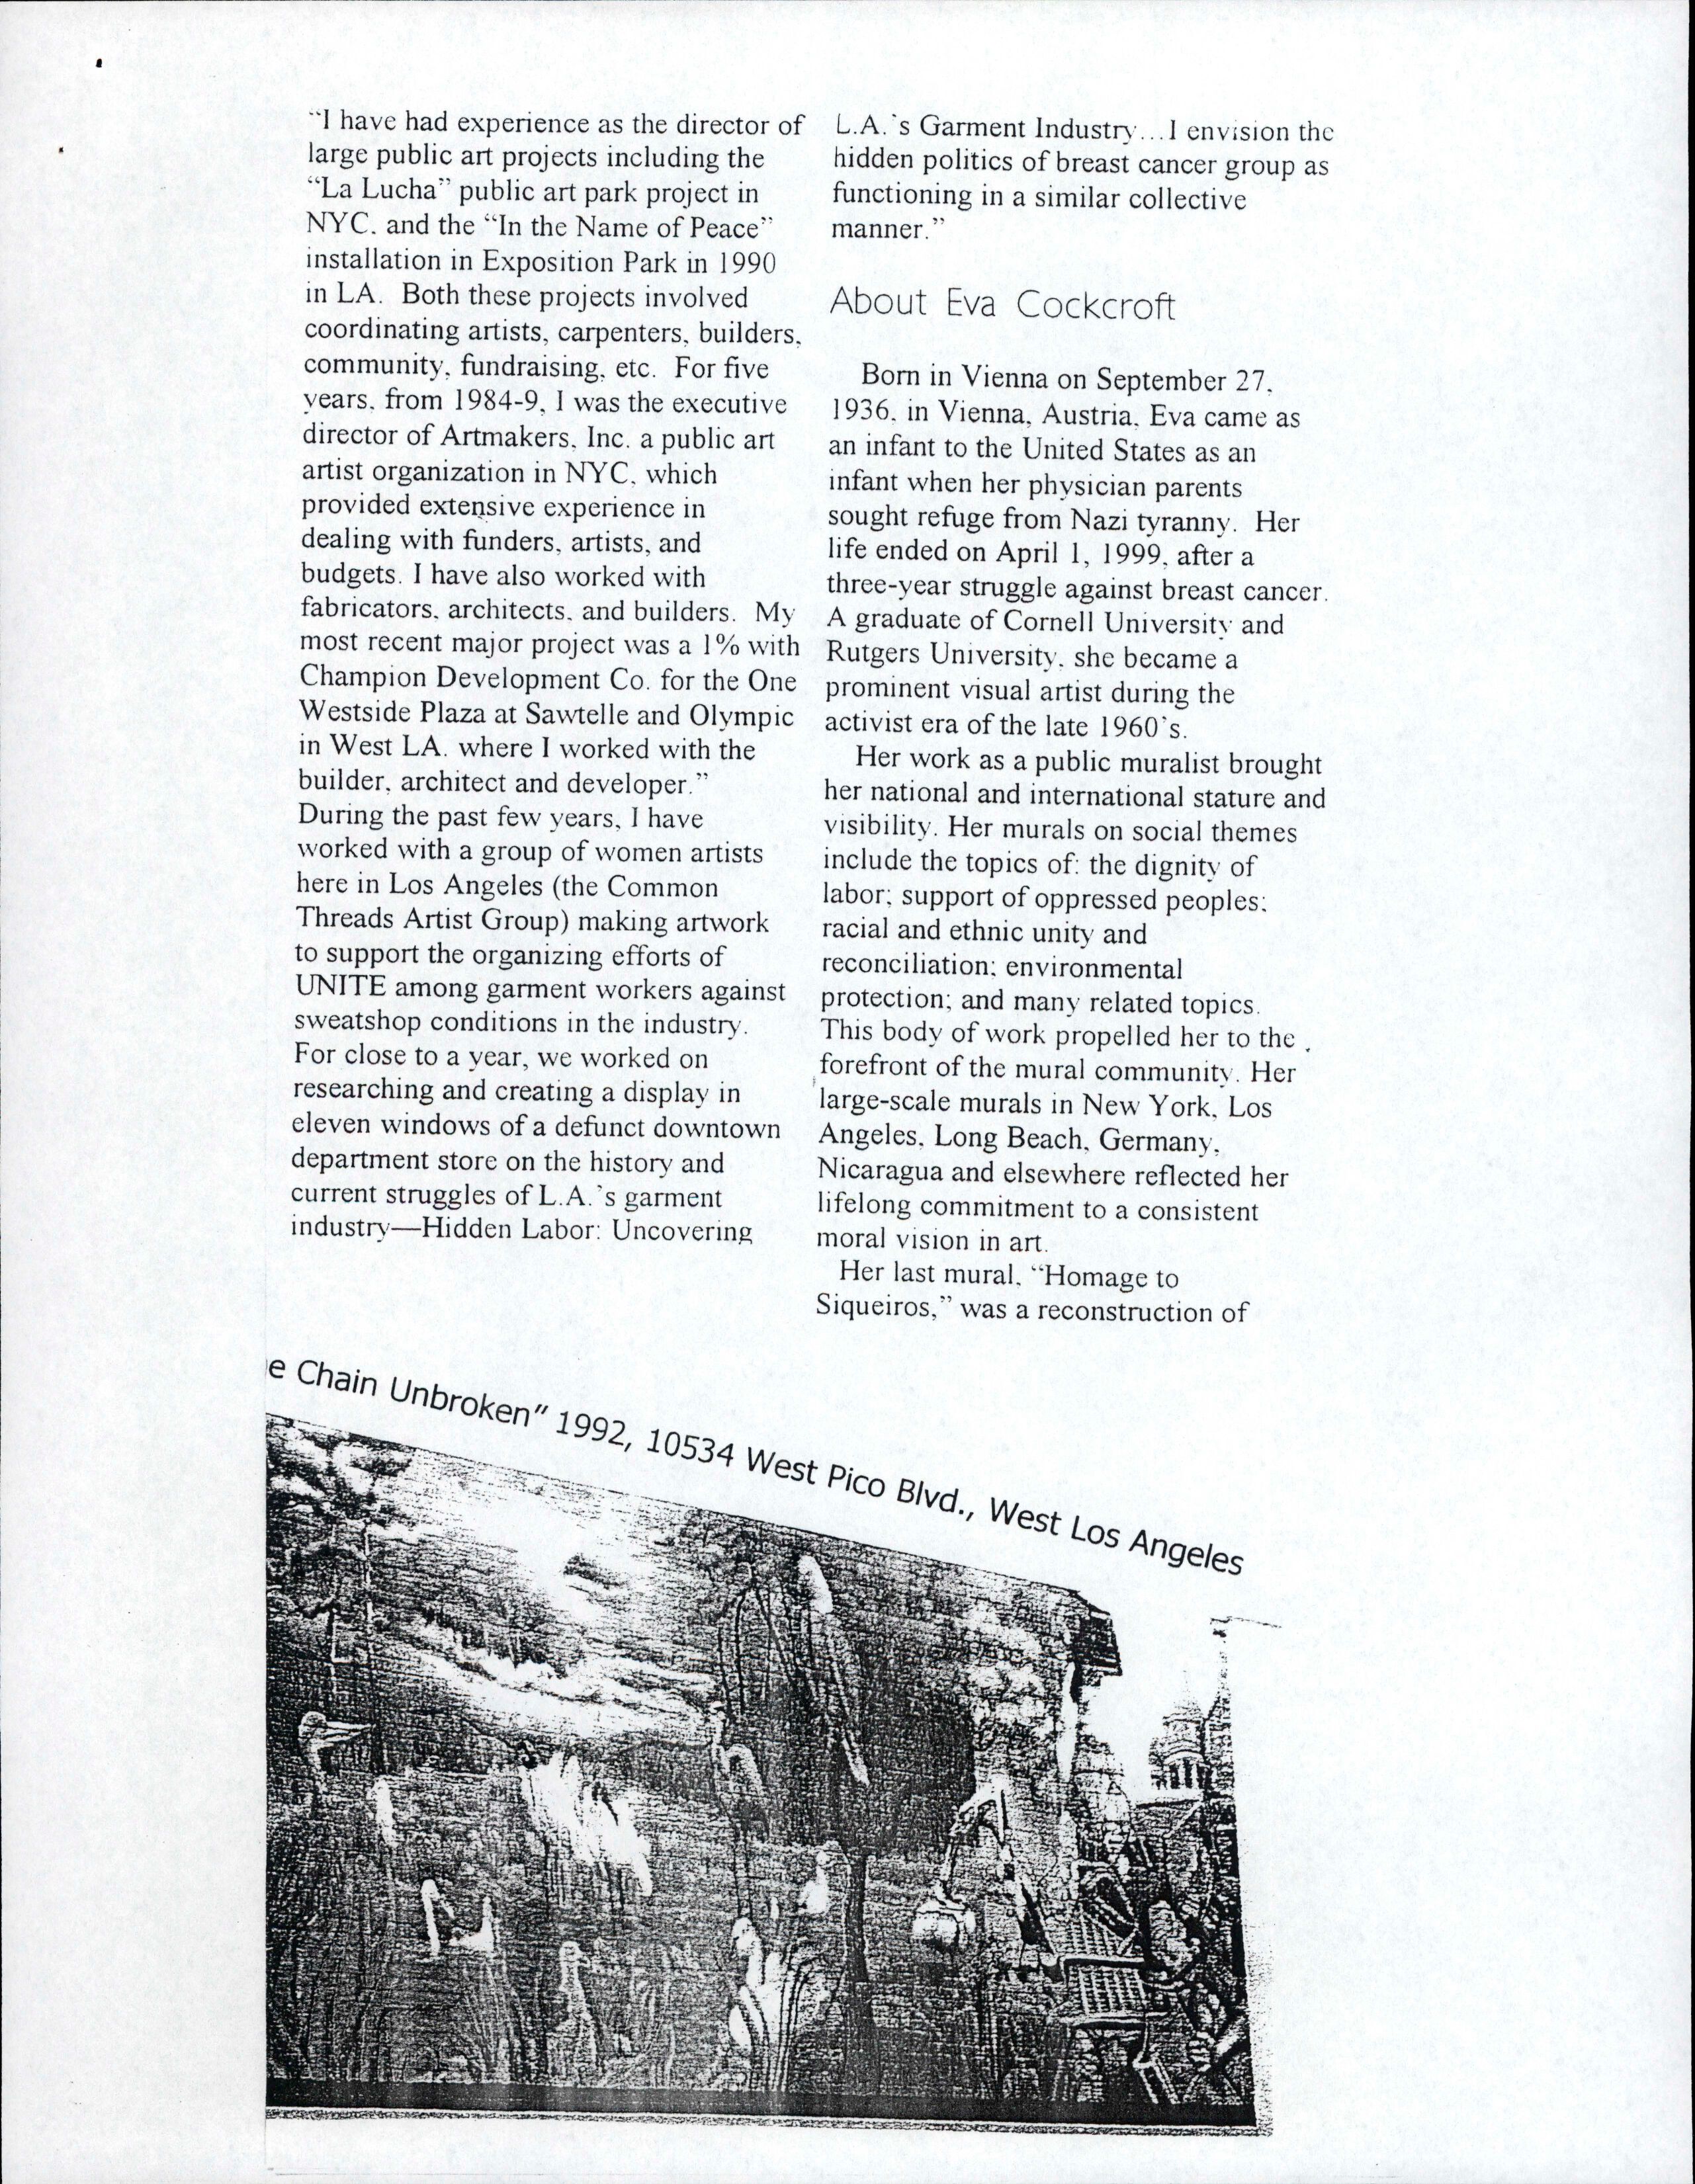 “I have had experience as the director of
large public art projects including the
“La Lucha” public art park project in
NYC. and the “In the Name of Peace”
installation in Exposition Park in 1990
in LA. Both these projects involved
coordinating artists, carpenters, builders,
community, fundraising, etc. For five
years, from 1984-9, I was the executive
director of Artmakers, Inc. a public art
artist organization in NYC, which
provided extensive experience in
dealing with funders, artists, and
budgets. I have also worked with
fabricators, architects, and builders. My
most recent major project was a 1% with
Champion Development Co. for the One
Westside Plaza at Sawtelle and Olympic
in West LA. where I worked with the
builder, architect and developer.”
During the past few years, I have
worked with a group of women artists
here in Los Angeles (the Common
Threads Artist Group) making artwork
to support the organizing efforts of
UNITE among garment workers against
sweatshop conditions in the industry.
For close to a year, we worked on
researching and creating a display in
eleven windows of a defunct downtown
department store on the history and
current struggles of L.A.’s garment
industry—Hidden Labor: Uncovering
L.A.’s Garment Industry...I envision the
hidden politics of breast cancer group as
functioning in a similar collective
manner.”
About Eva Cockcroft
Born in Vienna on September 27,
1936, in Vienna, Austria, Eva came as
an infant to the United States as an
infant when her physician parents
sought refuge from Nazi tyranny. Her
life ended on April 1, 1999, after a
three-year struggle against breast cancer.
A graduate of Cornell University and
Rutgers University, she became a
prominent visual artist during the
activist era of the late 1960’s.
Her work as a public muralist brought
her national and international stature and
visibility. Her murals on social themes
include the topics of: the dignity of
labor; support of oppressed peoples;
racial and ethnic unity and
reconciliation; environmental
protection; and many related topics.
This body of work propelled her to the
forefront of the mural community. Her
large-scale murals in New York, Los
Angeles, Long Beach, Germany,
Nicaragua and elsewhere reflected her
lifelong commitment to a consistent
moral vision in art.
Her last mural, “Homage to
Siqueiros,” was a reconstruction of
e Chain Unbroken” 1992, 10534 West Pico Blvd., West Los Angeles